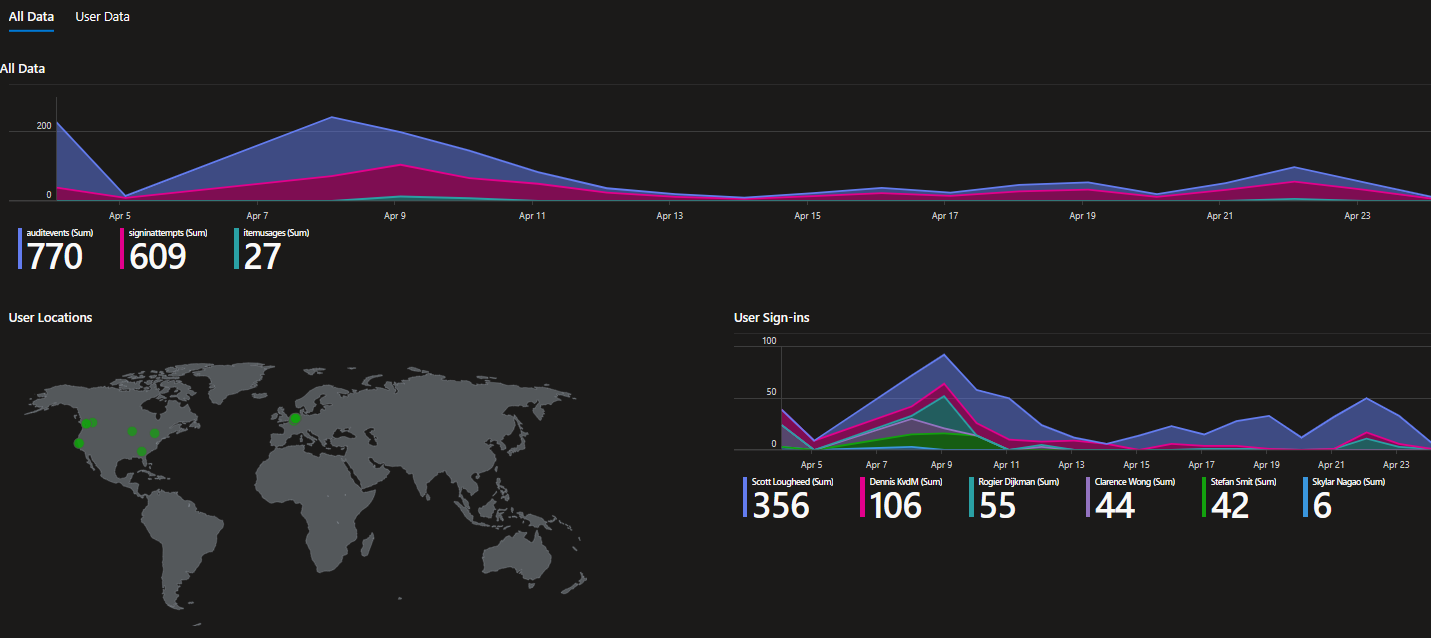 All Data User Data
All Data
200
0
Apr 5 Apr 7 Apr 9 Apr 11 Apr 13 Apr 15 Apr 17 Apr 19 Apr 21 Apr 23
auditevents (Sum) signinattempts (Sum) itemusages (Sum)
770 609 27
User Locations
User Sign-ins
100
50
0
Apr 5 Apr 7 Apr 9 Apr 11 Apr 13 Apr 15 Apr 17 Apr 19 Apr 21 Apr 23
Scott Lougheed (Sum) Dennis KvdM (Sum) Rogier Dijkman (Sum) Clarence Wong (Sum) Stefan Smit (Sum) Skylar Nagao (Sum)
356 106 55 44 42 6